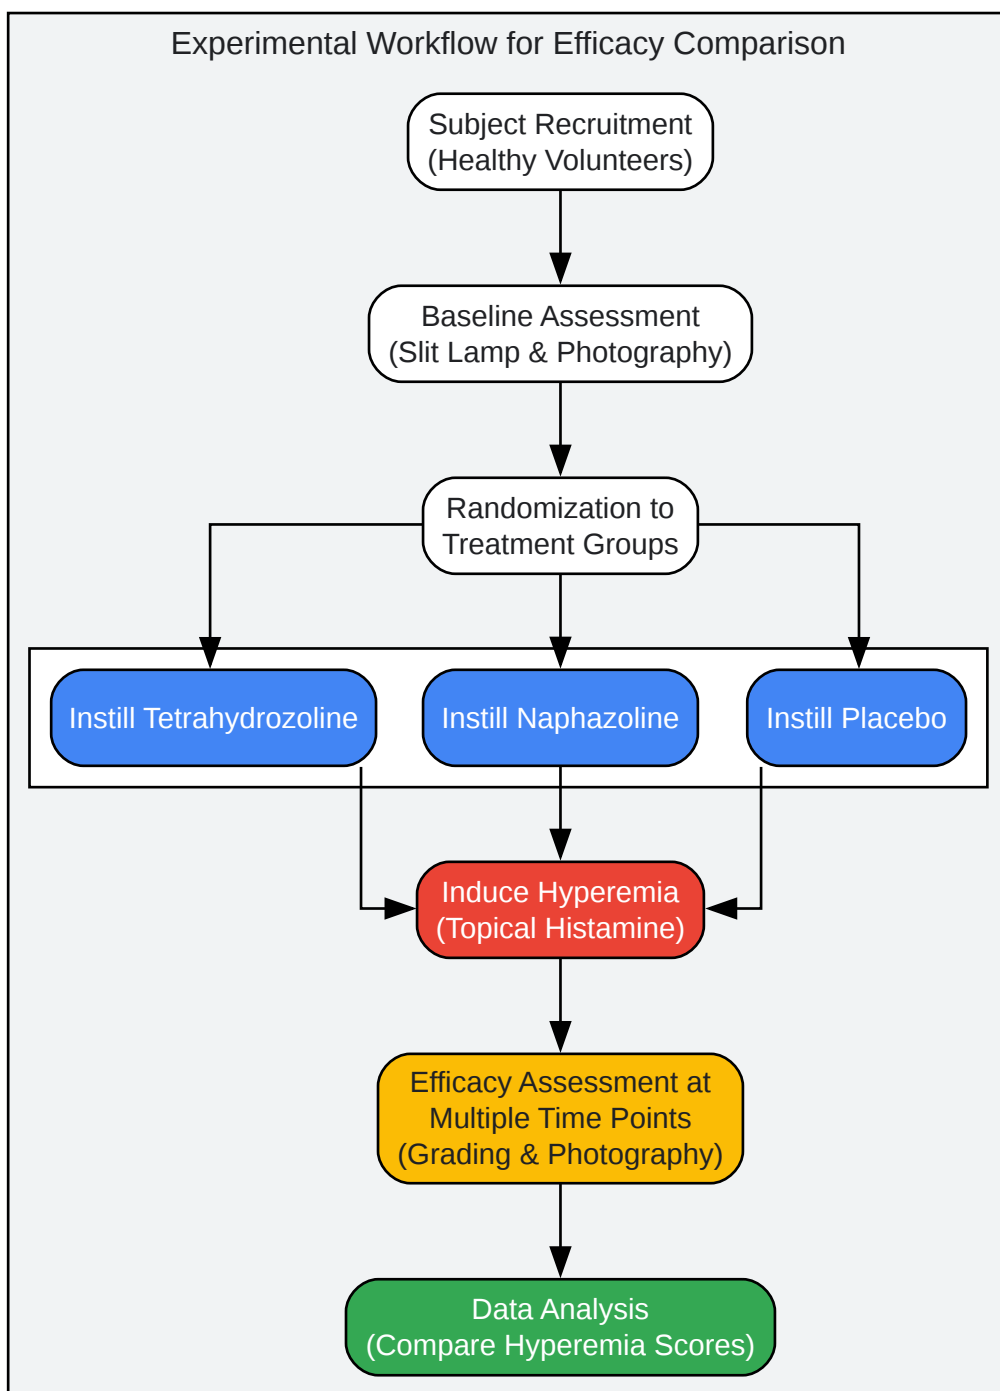 Experimental Workflow for Efficacy Comparison
Subject Recruitment
(Healthy Volunteers)
Baseline Assessment
(Slit Lamp & Photography)
Randomization to
Treatment Groups
Instill Tetrahydrozoline
Instill Naphazoline
Instill Placebo
Induce Hyperemia
(Topical Histamine)
Efficacy Assessment at
Multiple Time Points
(Grading & Photography)
Data Analysis
(Compare Hyperemia Scores)